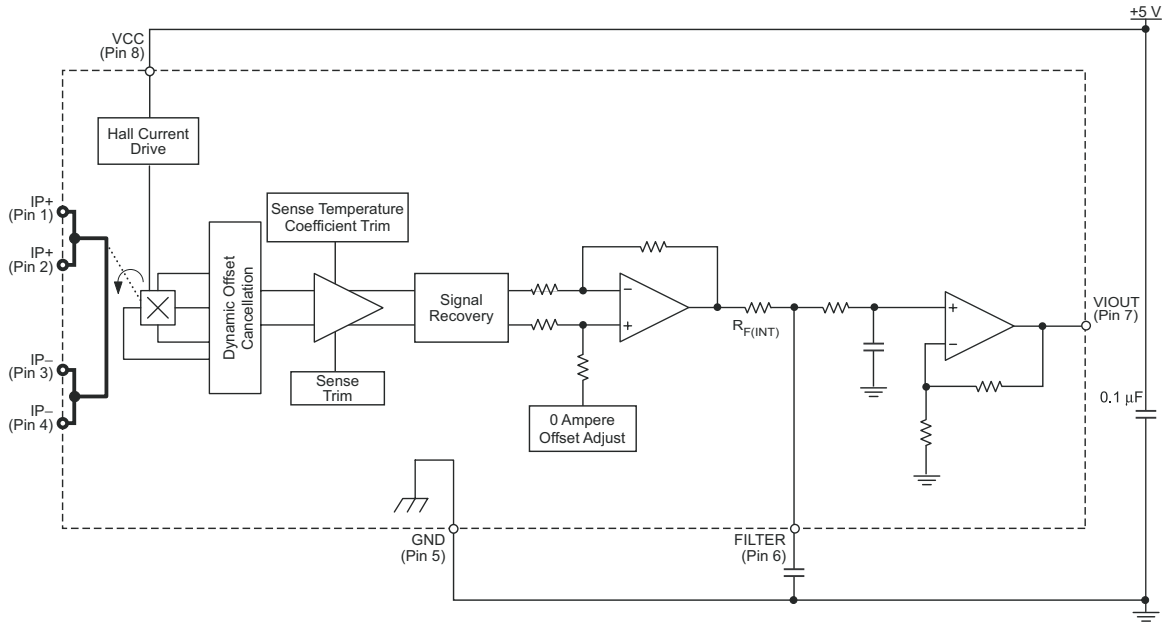 +5 V
VCC
(Pin 8)
Hall Current
Drive
IP+
(Pin 1)
IP+
(Pin 2)
IP−
(Pin 3)
IP−
(Pin 4)
Dynamic Offset
Cancellation
Sense Temperature
Coefficient Trim
Sense
Trim
Signal
Recovery
−
+
0 Ampere
Offset Adjust
RF(INT)
+
−
VIOUT
(Pin 7)
0.1 µF
GND
(Pin 5)
FILTER
(Pin 6)